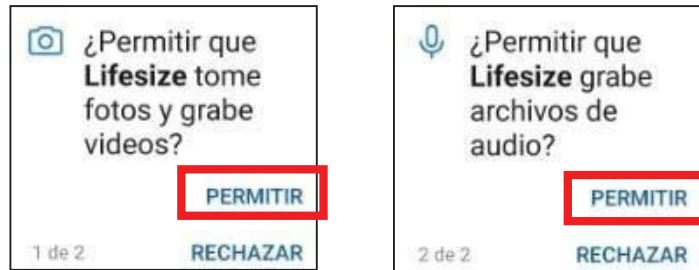 ¿Permitir que
Lifesize tome
fotos y grabe
videos?
PERMITIR
1 de 2
RECHAZAR
¿Permitir que
Lifesize grabe
archivos de
audio?
PERMITIR
2 de 2
RECHAZAR